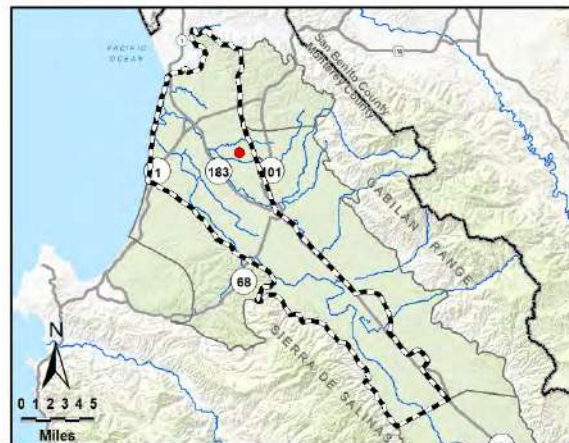 PACIFIC
OCEAN
1
San Benito County
Monterey County
1
183
101
GABILAN RANGE
68
SIERRA DE SALINAS
N
0 1 2 3 4 5
Miles